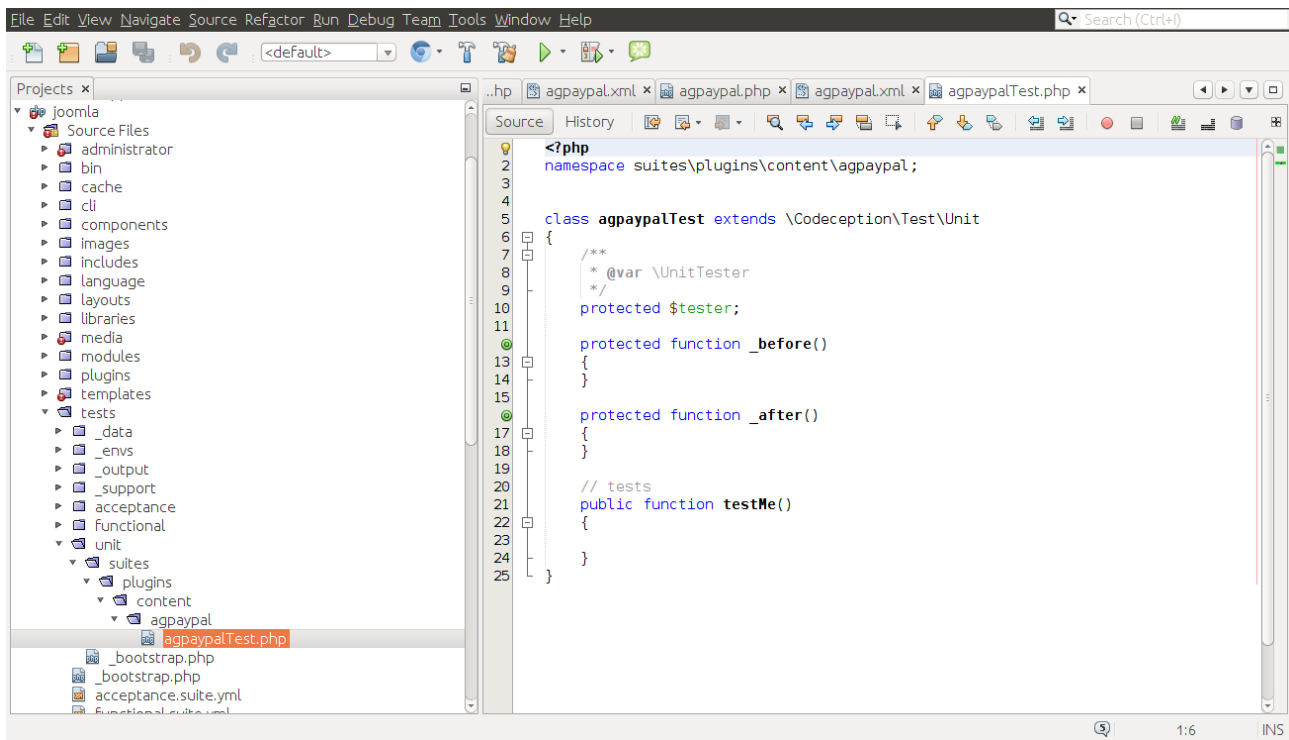 File Edit View Navigate Source Refactor Run Debug Team Tools Window Help
Search (Ctrl+I)
<default>
Projects
joomla
Source Files
administrator
bin
cache
cli
components
images
includes
language
layouts
libraries
media
modules
plugins
templates
tests
_data
_envs
_output
_support
acceptance
functional
unit
suites
plugins
content
agpaypal
agpaypalTest.php
_bootstrap.php
_bootstrap.php
acceptance.suite.yml
functional.suite.yml
..hp agpaypal.xml agpaypal.php agpaypal.xml agpaypalTest.php
Source History
<?php
2 namespace suites\plugins\content\agpaypal;
3
4
5 class agpaypalTest extends \Codeception\Test\Unit
6 {
7 /**
8 * @var \UnitTester
9 */
10 protected $tester;
11
protected function _before()
13 {
14 }
15
protected function _after()
17 {
18 }
19
20 // tests
21 public function testMe()
22 {
23
24 }
25 }
5 1:6 INS